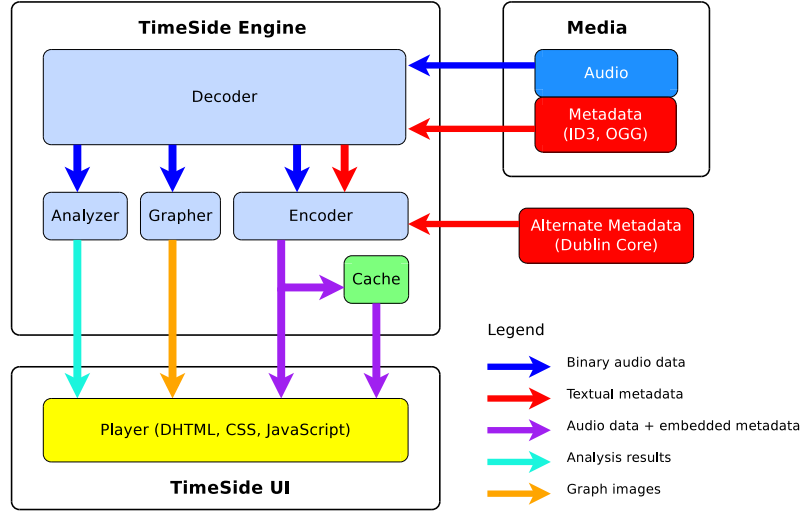 TimeSide Engine
Media
Decoder
Audio
Metadata
(ID3, OGG)
Analyzer
Grapher
Encoder
Alternate Metadata
(Dublin Core)
Cache
Legend
Binary audio data
Textual metadata
Audio data + embedded metadata
Analysis results
Graph images
Player (DHTML, CSS, JavaScript)
TimeSide UI